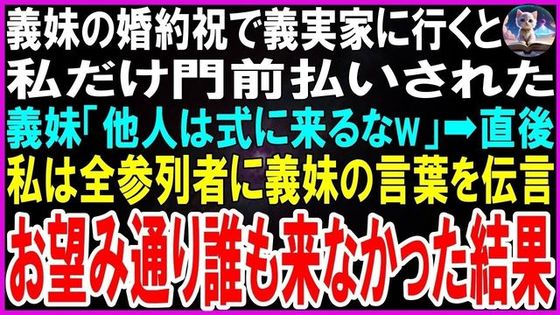 義妹の婚約祝で義実家に行くと
私だけ門前払いされた
義妹「他人は式に来るなw」➡直後
私は全参列者に義妹の言葉を伝言
お望み通り誰も来なかった結果